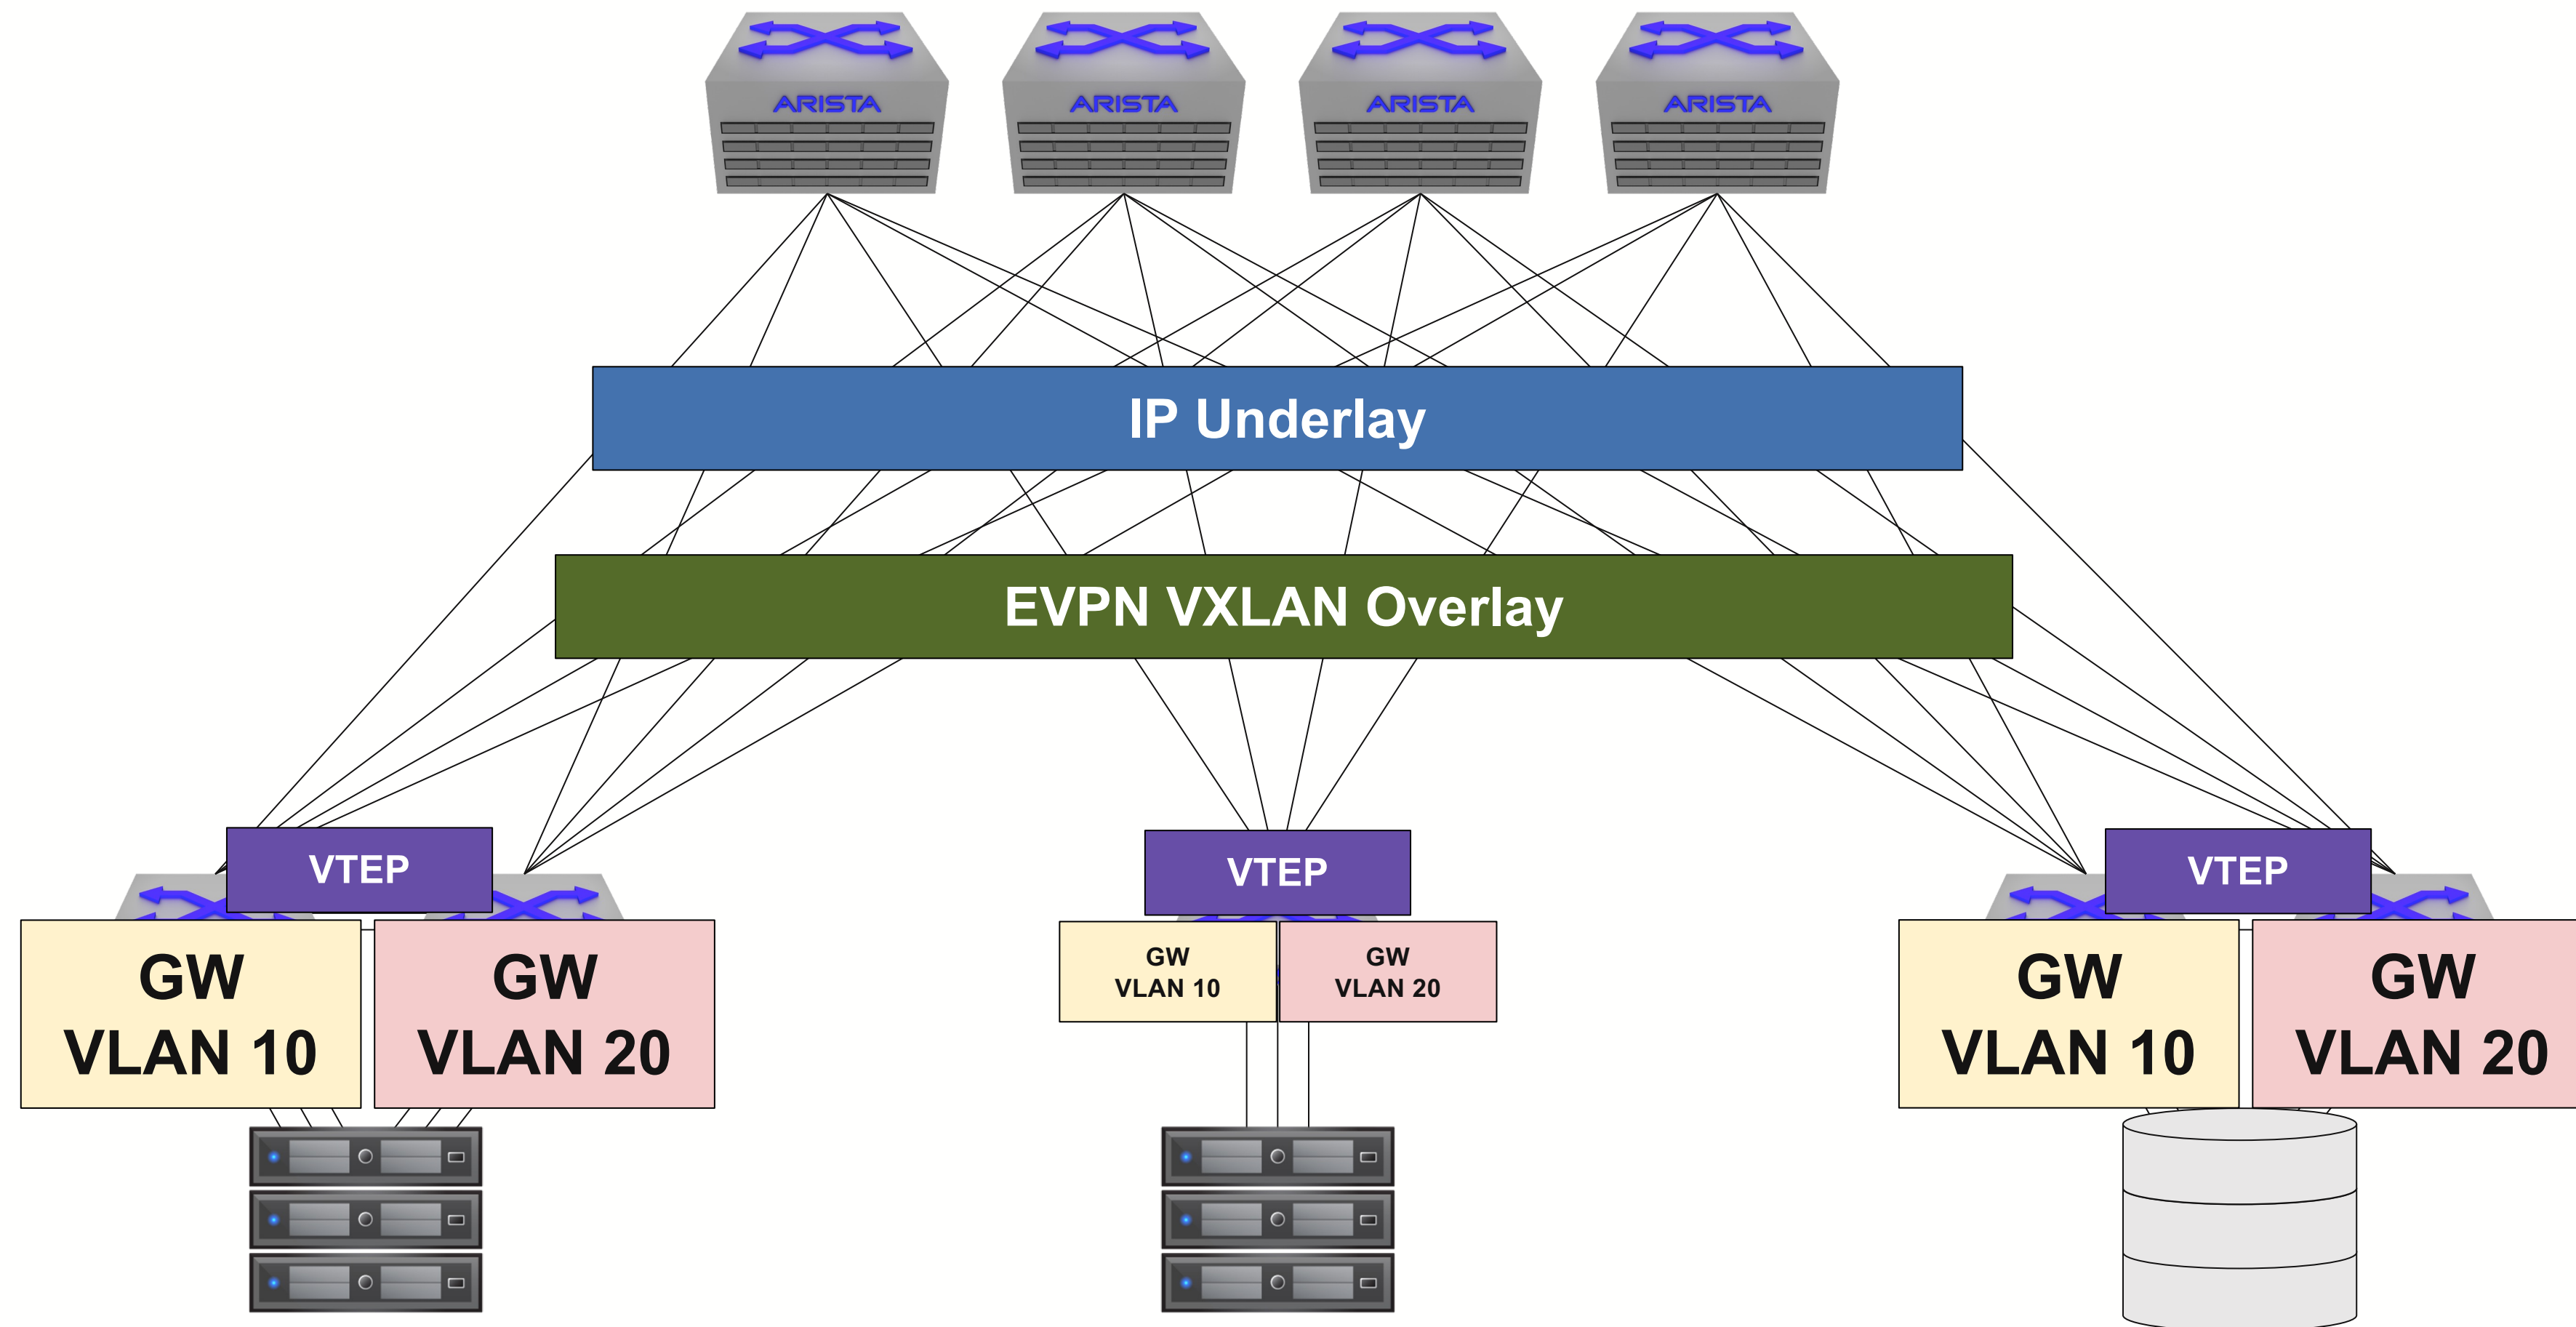 ARISTA
ARISTA
ARISTA
ARISTA
IP Underlay
EVPN VXLAN Overlay
VTEP
VTEP
VTEP
GW
VLAN 10
GW
VLAN 20
GW
VLAN 10
GW
VLAN 20
GW
VLAN 10
GW
VLAN 20